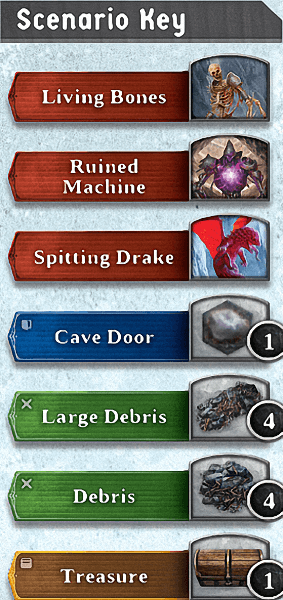 Scenario Key
Living Bones
Ruined
Machine
Spitting Drake
Cave Door
1
Large Debris
4
Debris
4
Treasure
1